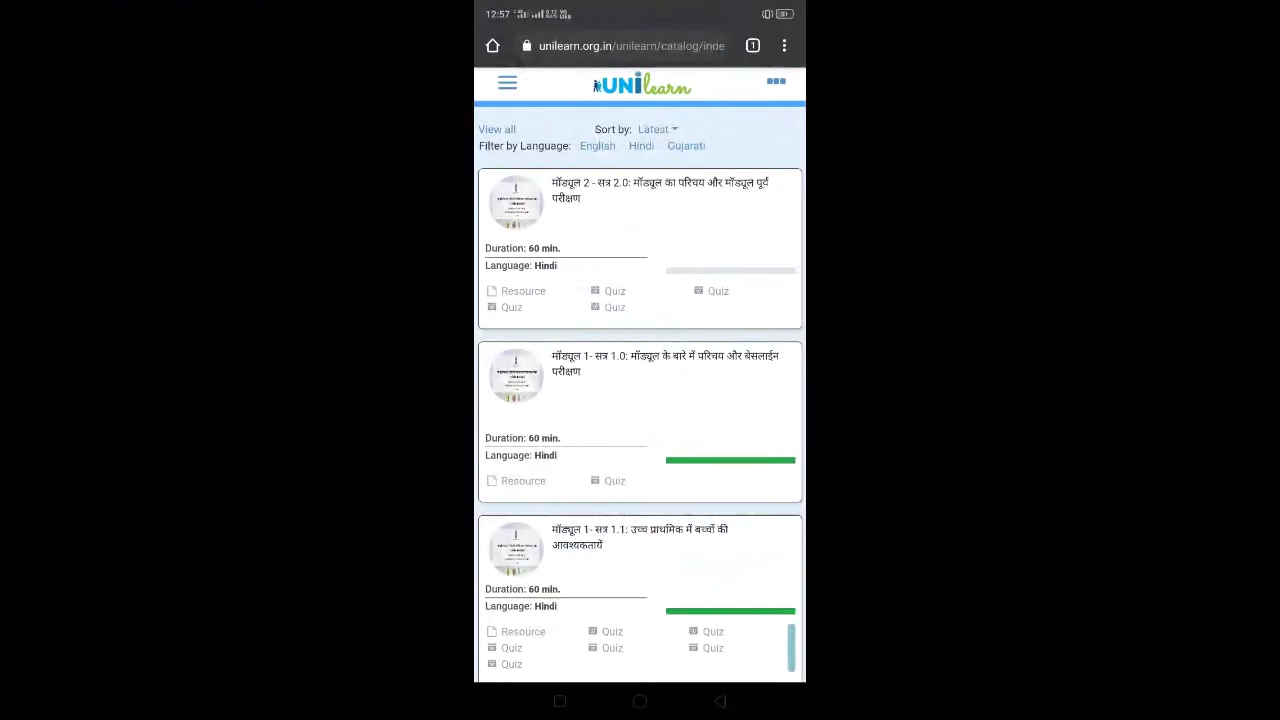 12:57
unilearn.org.in/unilearn/catalog/inde
1
UNilearn
View all
Sort by: Latest
Filter by Language: English Hindi Gujarati
मॉड्यूल 2 - सत्र 2.0: मॉड्यूल का परिचय और मॉड्यूल पूर्व
परीक्षण
Duration: 60 min.
Language: Hindi
Resource Quiz Quiz
Quiz Quiz
मॉड्यूल 1- सत्र 1.0: मॉड्यूल के बारे में परिचय और बेसलाईन
परीक्षण
Duration: 60 min.
Language: Hindi
Resource Quiz
मॉड्यूल 1- सत्र 1.1: उच्च प्राथमिक में बच्चों की
आवश्यकतायें
Duration: 60 min.
Language: Hindi
Resource Quiz Quiz
Quiz Quiz Quiz
Quiz